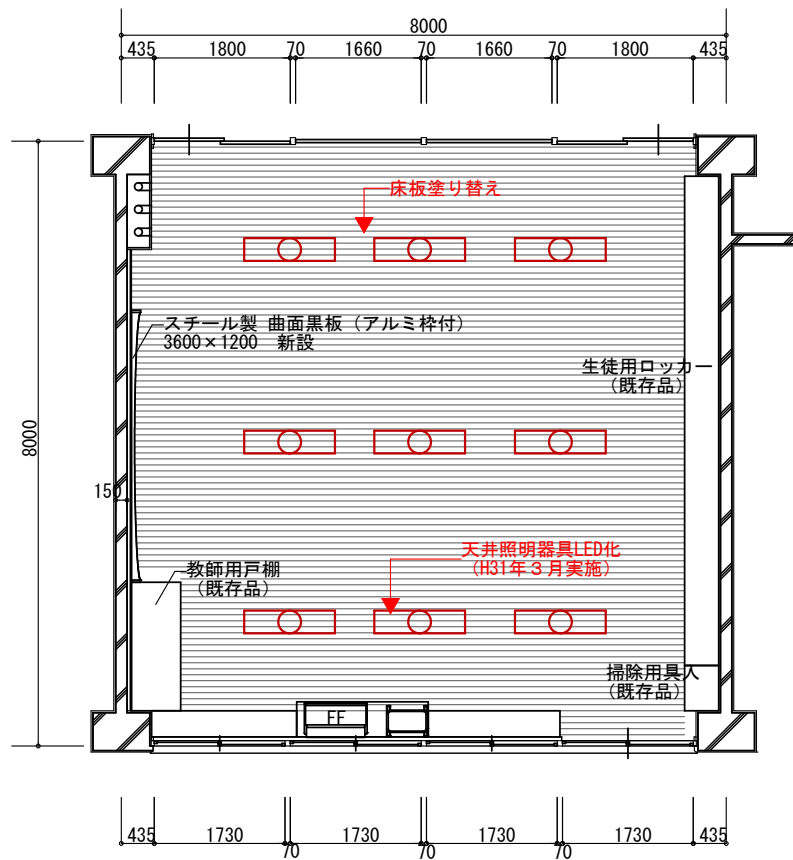 8000
435 1800 70 1660 70 1660 70 1800 435
床板塗り替え
スチール製 曲面黒板（アルミ枠付）
3600×1200 新設
生徒用ロッカー
（既存品）
8000
150
天井照明器具LED化
（H31年３月実施）
教師用戸棚
（既存品）
掃除用具入
（既存品）
FF
435 1730 70 1730 70 1730 70 1730 435